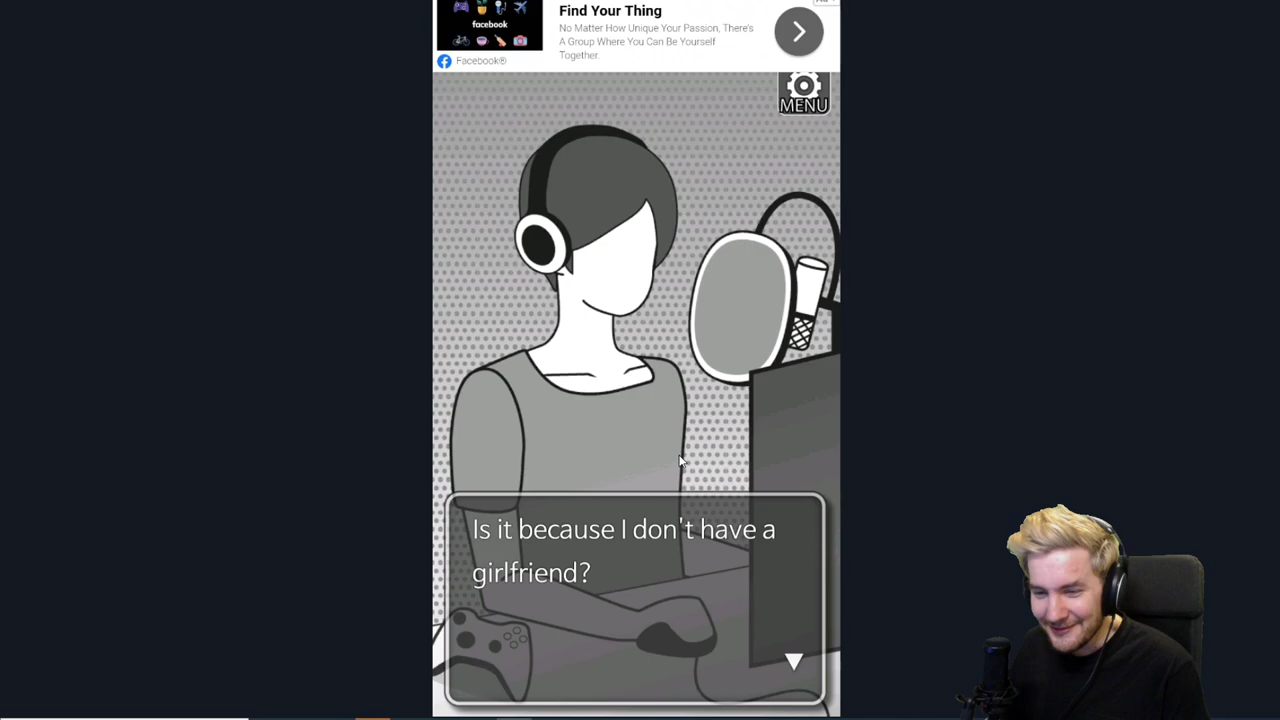 facebook
Find Your Thing
No Matter How Unique Your Passion, There's
A Group Where You Can Be Yourself
Together.
Facebook®
MENU
Is it because I don't have a
girlfriend?